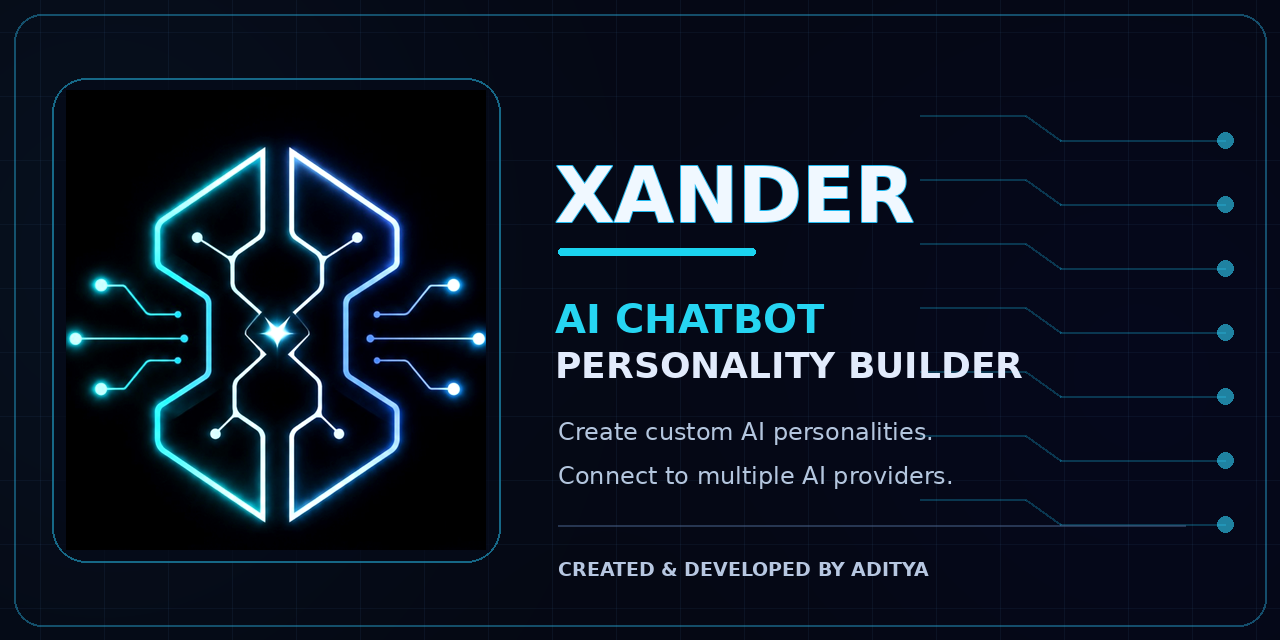 XANDER
AI CHATBOT
PERSONALITY BUILDER
Create custom AI personalities.
Connect to multiple AI providers.
CREATED & DEVELOPED BY ADITYA